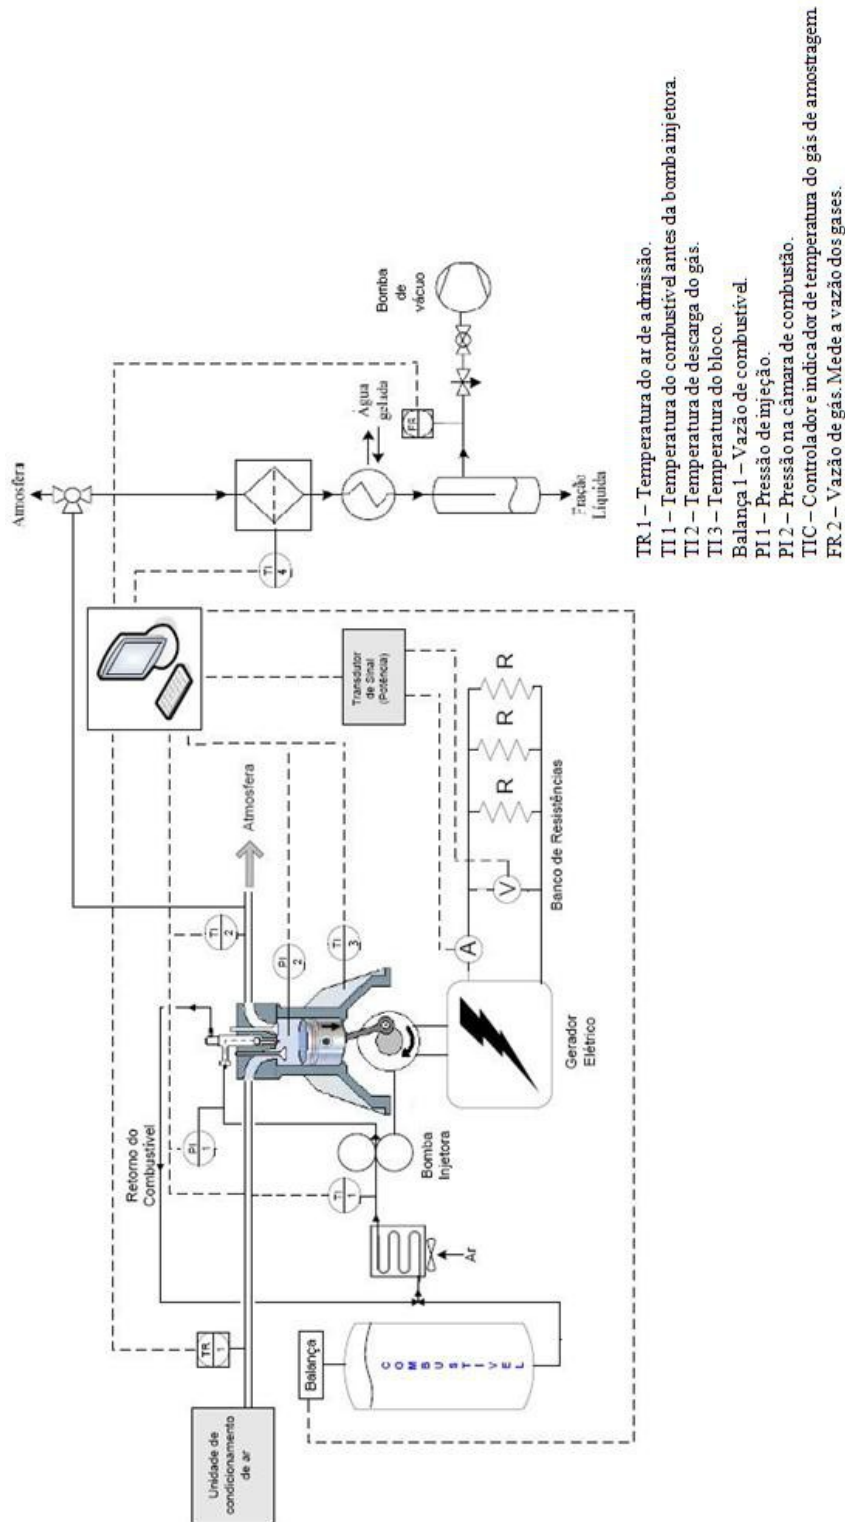 Atmosfera
TI
4
Água
gelada
FR
Bomba
de
vácuo
Fração
Líquida
Atmosfera
TI
2
PI
2
TI
3
Transdutor
de Sinal
(Potência)
A
V
R
R
R
Banco de Resistências
Gerador
Elétrico
Retorno do
Combustível
PI
1
TI
1
Bomba
Injetora
Ar
TR
1
Unidade de
condicionamento
de ar
Balança
COMBUSTIVEL
TR 1 – Temperatura do ar de admissão.
TI 1 – Temperatura do combustível antes da bomba injetora.
TI 2 – Temperatura de descarga do gás.
TI 3 – Temperatura do bloco.
Balança 1 – Vazão de combustível.
PI 1 – Pressão de injeção.
PI 2 – Pressão na câmara de combustão.
TIC – Controlador e indicador de temperatura do gás de amostragem.
FR 2 – Vazão de gás. Mede a vazão dos gases.